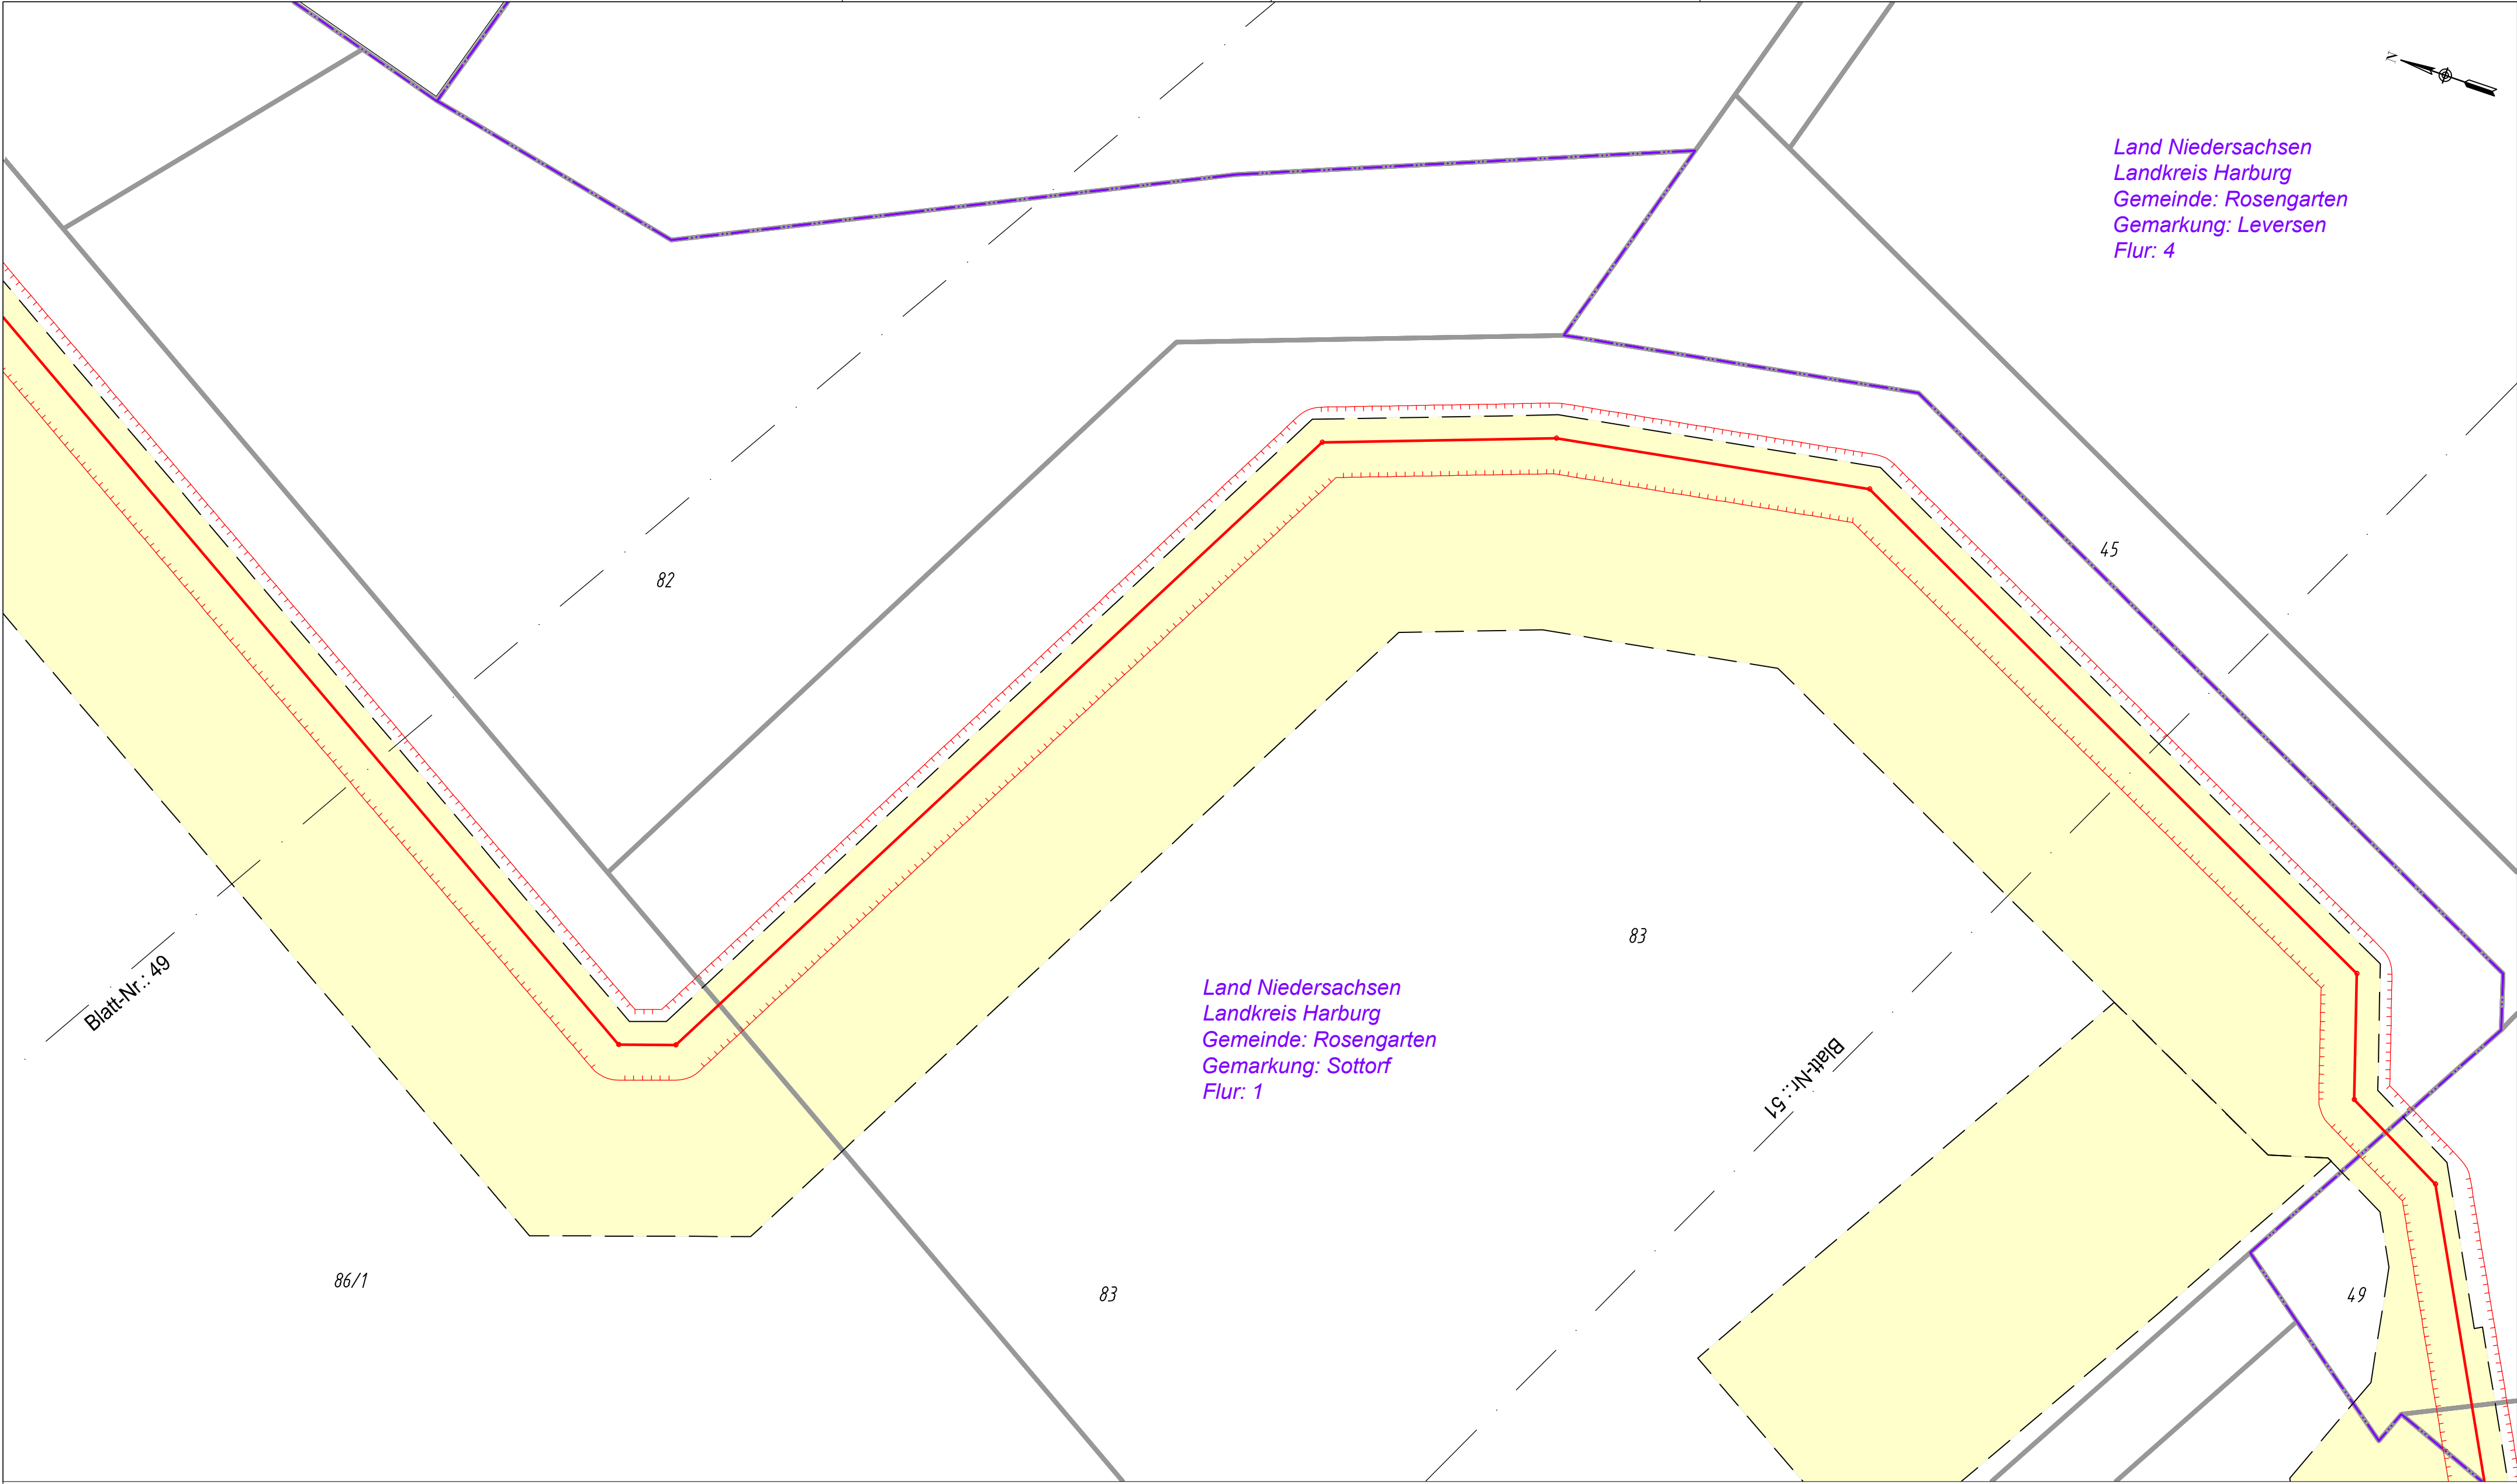 N
Land Niedersachsen
Landkreis Harburg
Gemeinde: Rosengarten
Gemarkung: Leversen
Flur: 4
45
82
83
Blatt-Nr.: 49
Land Niedersachsen
Landkreis Harburg
Gemeinde: Rosengarten
Gemarkung: Sottorf
Flur: 1
Blatt-Nr.: 51
86/1
83
49